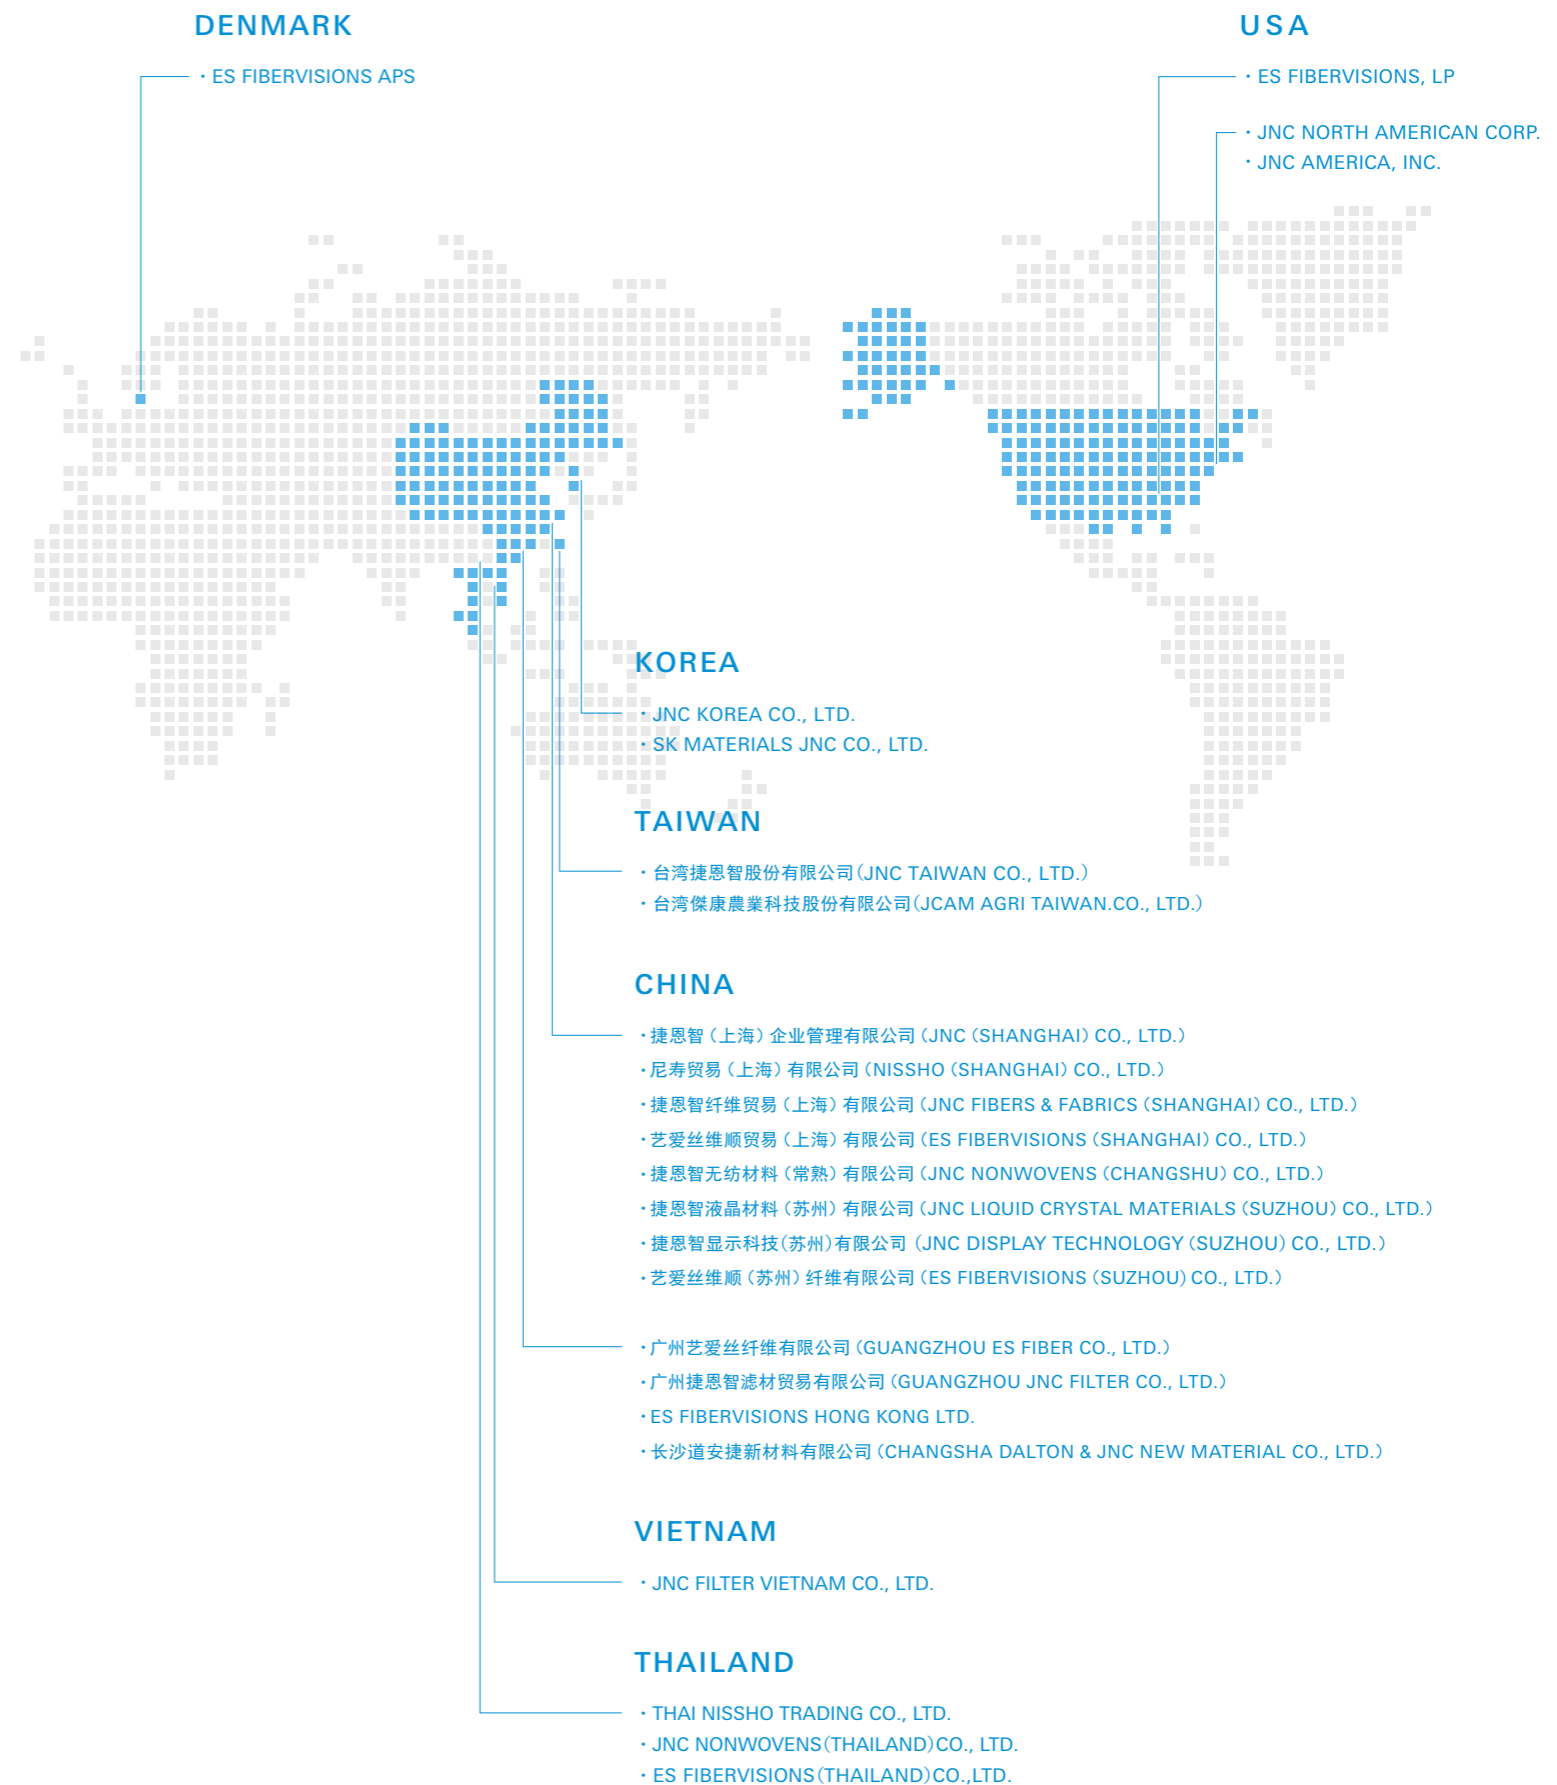 DENMARK
・ES FIBERVISIONS APS
USA
・ES FIBERVISIONS, LP
・JNC NORTH AMERICAN CORP.
・JNC AMERICA, INC.
KOREA
・JNC KOREA CO., LTD.
・SK MATERIALS JNC CO., LTD.
TAIWAN
・台湾捷恩智股份有限公司（JNC TAIWAN CO., LTD.）
・台湾傑康農業科技股份有限公司（JCAM AGRI TAIWAN.CO., LTD.）
CHINA
・捷恩智（上海）企业管理有限公司（JNC（SHANGHAI）CO., LTD.）
・尼寿贸易（上海）有限公司（NISSHO（SHANGHAI）CO., LTD.）
・捷恩智纤维贸易（上海）有限公司（JNC FIBERS & FABRICS（SHANGHAI）CO., LTD.）
・艺爱丝维顺贸易（上海）有限公司（ES FIBERVISIONS（SHANGHAI）CO., LTD.）
・捷恩智无纺材料（常熟）有限公司（JNC NONWOVENS（CHANGSHU）CO., LTD.）
・捷恩智液晶材料（苏州）有限公司（JNC LIQUID CRYSTAL MATERIALS（SUZHOU）CO., LTD.）
・捷恩智显示科技（苏州）有限公司（JNC DISPLAY TECHNOLOGY（SUZHOU）CO., LTD.）
・艺爱丝维顺（苏州）纤维有限公司（ES FIBERVISIONS（SUZHOU）CO., LTD.）
・广州艺爱丝纤维有限公司（GUANGZHOU ES FIBER CO., LTD.）
・广州捷恩智滤材贸易有限公司（GUANGZHOU JNC FILTER CO., LTD.）
・ES FIBERVISIONS HONG KONG LTD.
・长沙道安捷新材料有限公司（CHANGSHA DALTON & JNC NEW MATERIAL CO., LTD.）
VIETNAM
・JNC FILTER VIETNAM CO., LTD.
THAILAND
・THAI NISSHO TRADING CO., LTD.
・JNC NONWOVENS（THAILAND）CO., LTD.
・ES FIBERVISIONS（THAILAND）CO.,LTD.